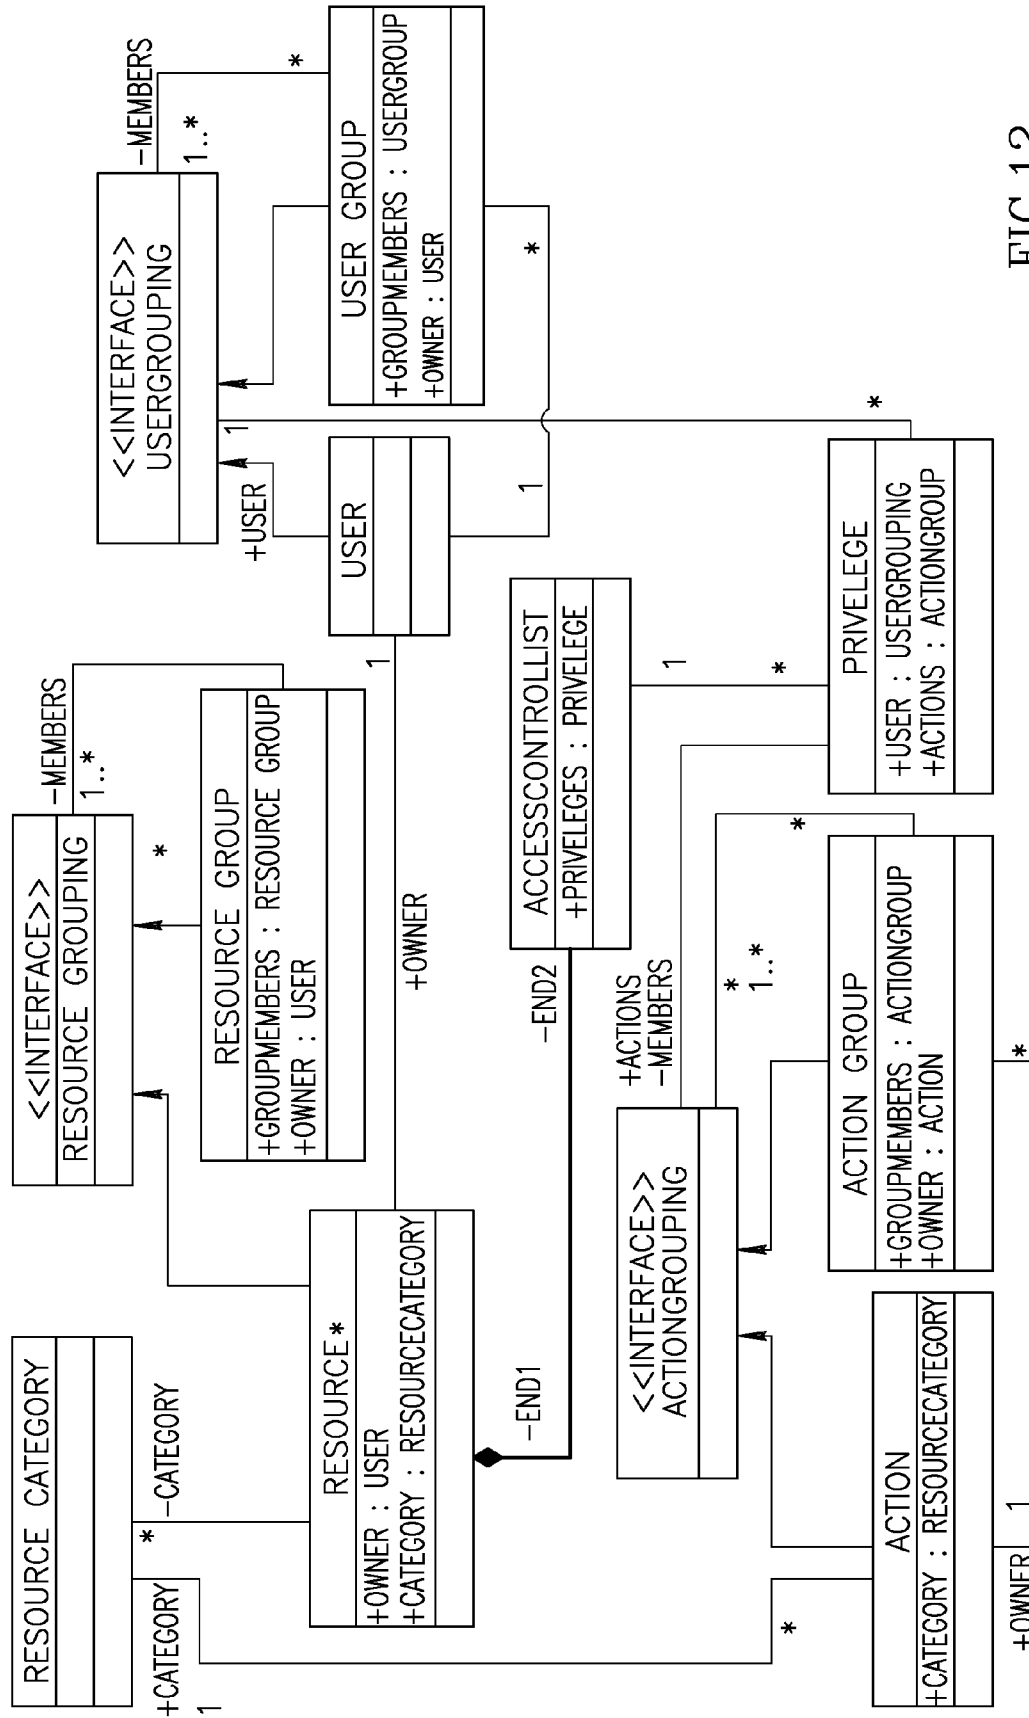 RESOURCE CATEGORY
+CATEGORY
1
*
-CATEGORY
<<INTERFACE>>
RESOURCE GROUPING
-MEMBERS
1..*
*
<<INTERFACE>>
USERGROUPING
-MEMBERS
1..*
*
RESOURCE*
+OWNER : USER
+CATEGORY : RESOURCECATEGORY
RESOURCE GROUP
+GROUPMEMBERS : RESOURCE GROUP
+OWNER : USER
+USER
1
USER
USER GROUP
+GROUPMEMBERS : USERGROUP
+OWNER : USER
+OWNER
1
1
*
-END1
-END2
ACCESSCONTROLLIST
+PRIVELEGES : PRIVELEGE
1
*
*
<<INTERFACE>>
ACTIONGROUPING
+ACTIONS
-MEMBERS
*
1..*
*
*
ACTION
+CATEGORY : RESOURCECATEGORY
ACTION GROUP
+GROUPMEMBERS : ACTIONGROUP
+OWNER : ACTION
PRIVELEGE
+USER : USERGROUPING
+ACTIONS : ACTIONGROUP
+OWNER
1
*